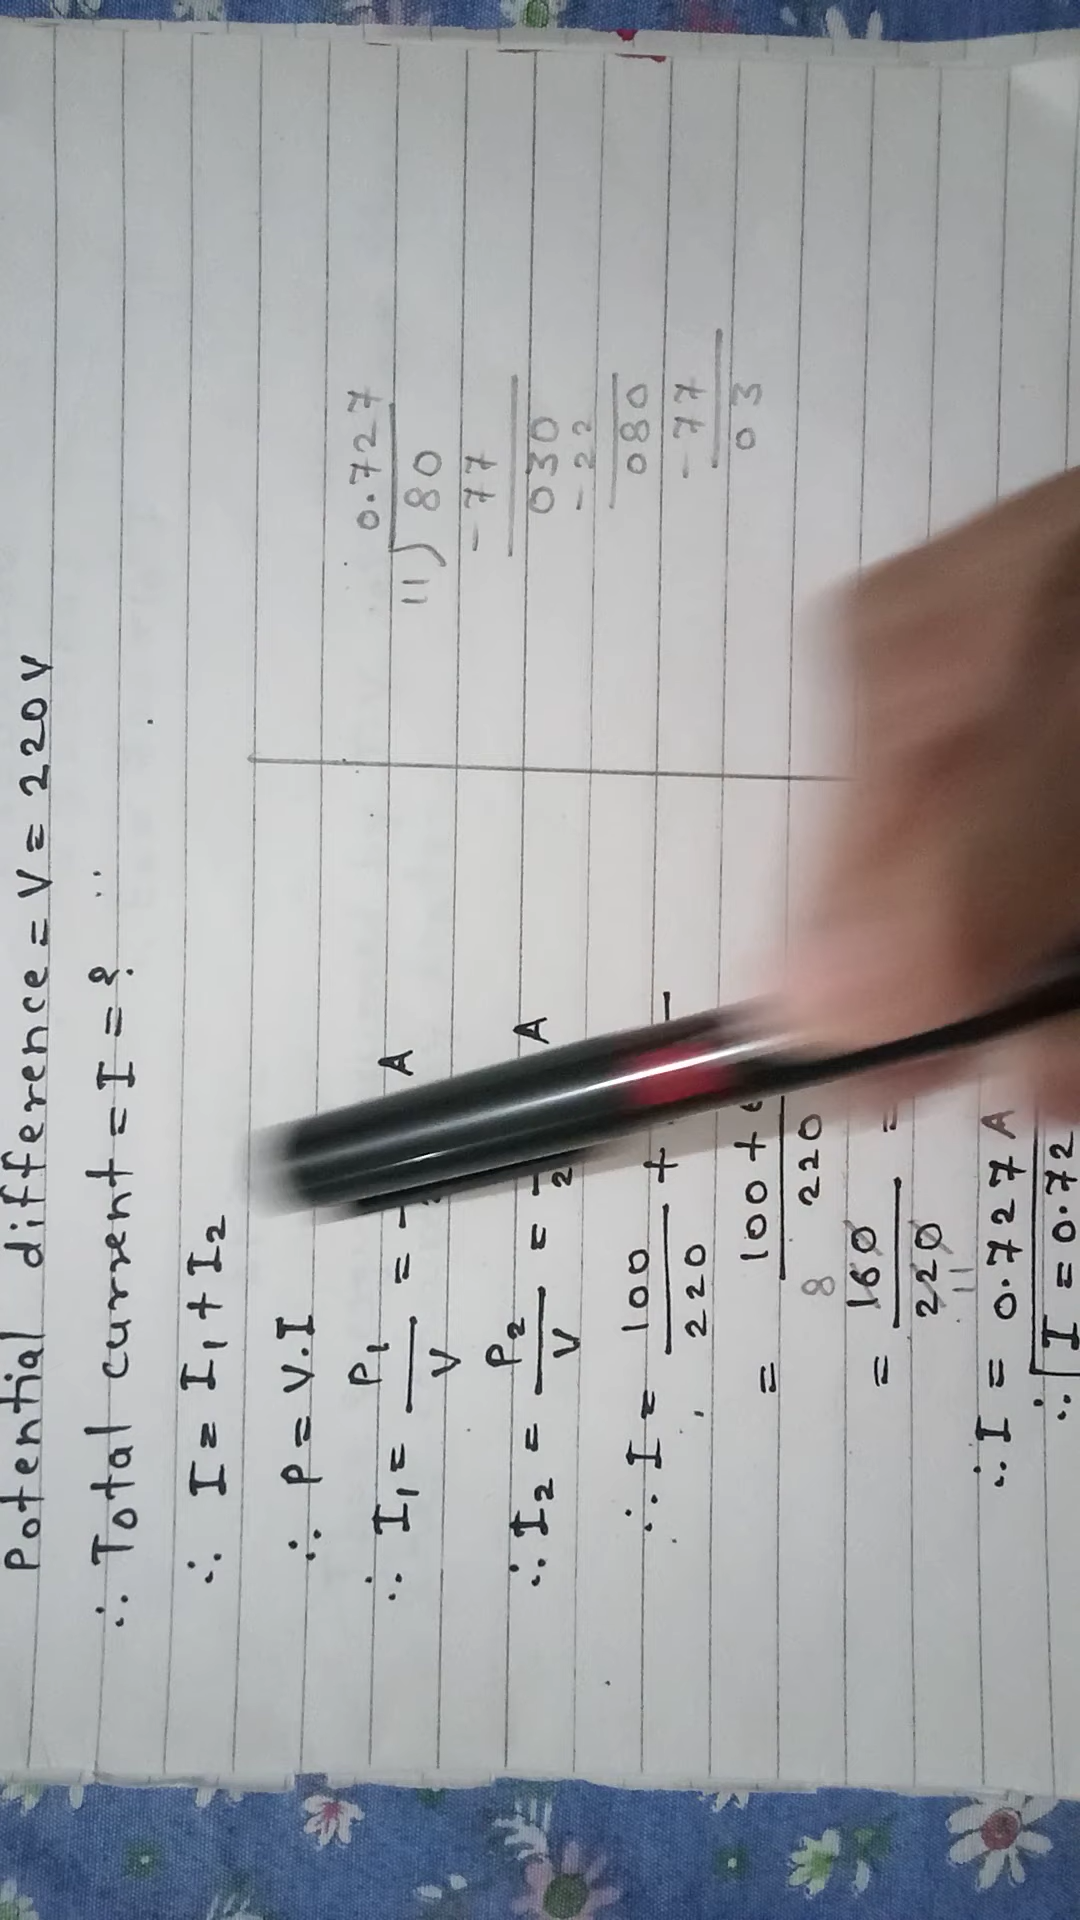 Potential difference = V = 220 V
∴ Total current = I = ?
∴ I = I₁ + I₂
∴ P = V.I
∴ I₁ = P₁/V = A
∴ I₂ = P₂/V = A
∴ I = 100/220 +
= 100 + /220
= 160/220 =
8
11
∴ I = 0.727 A
∴ I = 0.72
0.727
11) 80
- 77
030
- 22
080
- 77
03